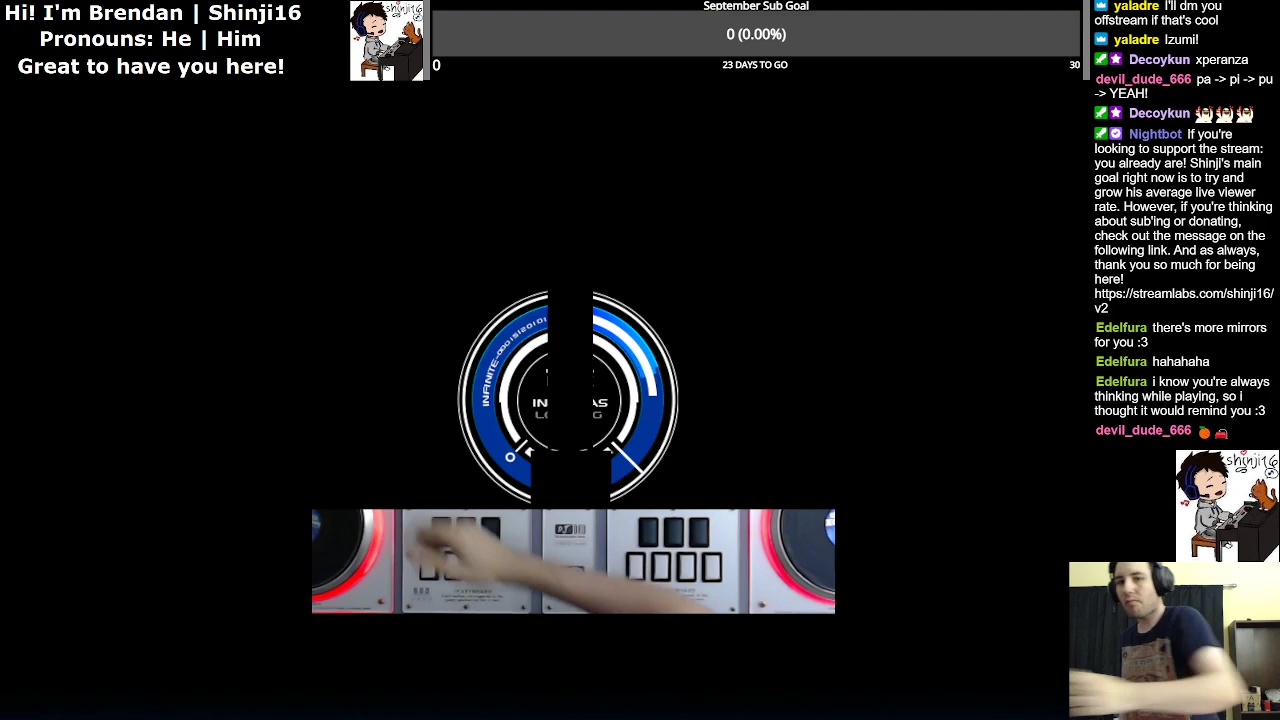 Hi! I'm Brendan | Shinji16
Pronouns: He | Him
Great to have you here!
shinji16
September Sub Goal
0 (0.00%)
0
23 DAYS TO GO
30
yaladre I'll dm you
offstream if that's cool
yaladre Izumi!
Decoykun xperanza
devil_dude_666 pa -> pl -> pu
-> YEAH!
Decoykun
Nightbot If you're
looking to support the stream:
you already are! Shinji's main
goal right now is to try and
grow his average live viewer
rate. However, if you're thinking
about sub'ing or donating,
check out the message on the
following link. And as always,
thank you so much for being
here!
https://streamlabs.com/shinji16/
v2
Edelfura there's more mirrors
for you :3
Edelfura hahahaha
Edelfura i know you're always
thinking while playing, so i
thought it would remind you :3
devil_dude_666
shinji16